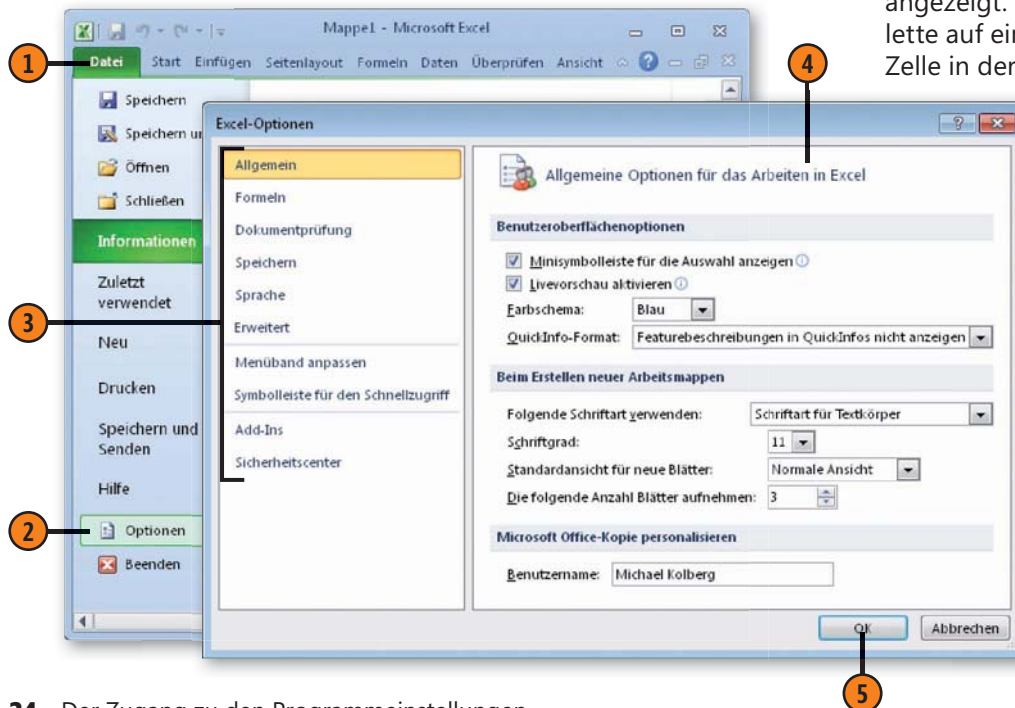 angezeigt.
lette auf ein
Zelle in der
Mappe1 - Microsoft Excel
Datei Start Einfügen Seitenlayout Formeln Daten Überprüfen Ansicht
1
4
Speichern
Speichern un
Öffnen
Schließen
Informationen
Zuletzt
verwendet
Neu
Drucken
Speichern und
Senden
Hilfe
2
Optionen
Beenden
Excel-Optionen
3
Allgemein
Formeln
Dokumentprüfung
Speichern
Sprache
Erweitert
Menüband anpassen
Symbolleiste für den Schnellzugriff
Add-Ins
Sicherheitscenter
Allgemeine Optionen für das Arbeiten in Excel
Benutzeroberflächenoptionen
Minisymbolleiste für die Auswahl anzeigen
Livevorschau aktivieren
Farbschema: Blau
QuickInfo-Format: Featurebeschreibungen in QuickInfos nicht anzeigen
Beim Erstellen neuer Arbeitsmappen
Folgende Schriftart verwenden: Schriftart für Textkörper
Schriftgrad: 11
Standardansicht für neue Blätter: Normale Ansicht
Die folgende Anzahl Blätter aufnehmen: 3
Microsoft Office-Kopie personalisieren
Benutzername: Michael Kolberg
OK Abbrechen
5
24 Der Zugang zu den Programmeinstellungen